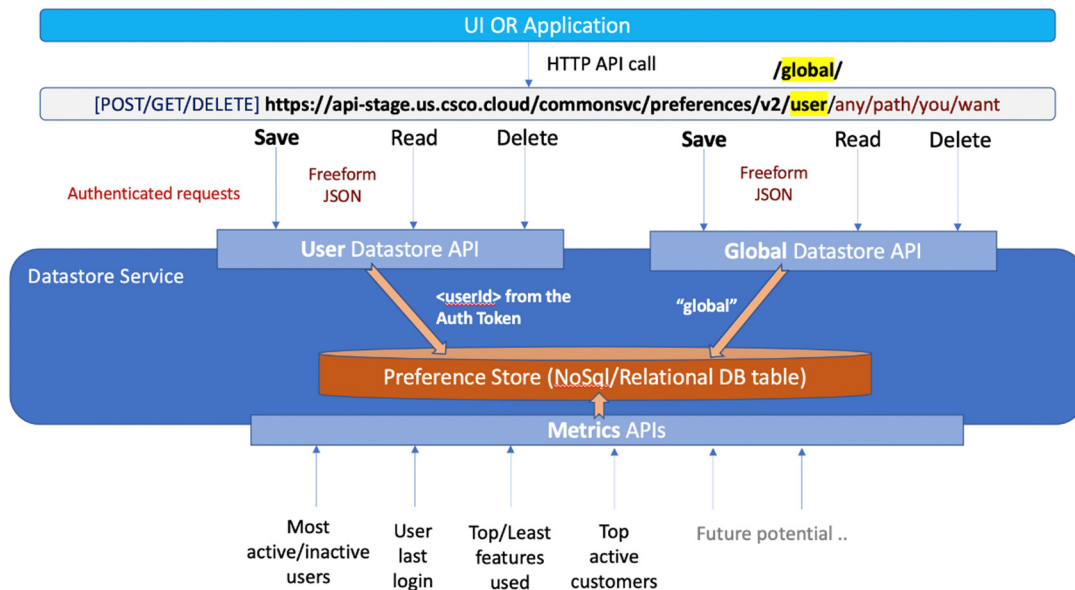 UI OR Application
HTTP API call
/global/
[POST/GET/DELETE] https://api-stage.us.csco.cloud/commonsvc/preferences/v2/user/any/path/you/want
Save Read Delete Save Read Delete
Authenticated requests
Freeform
JSON
Freeform
JSON
User Datastore API
Global Datastore API
Datastore Service
<userId> from the
Auth Token
"global"
Preference Store (NoSql/Relational DB table)
Metrics APIs
Most
active/inactive
users
User
last
login
Top/Least
features
used
Top
active
customers
Future potential ..